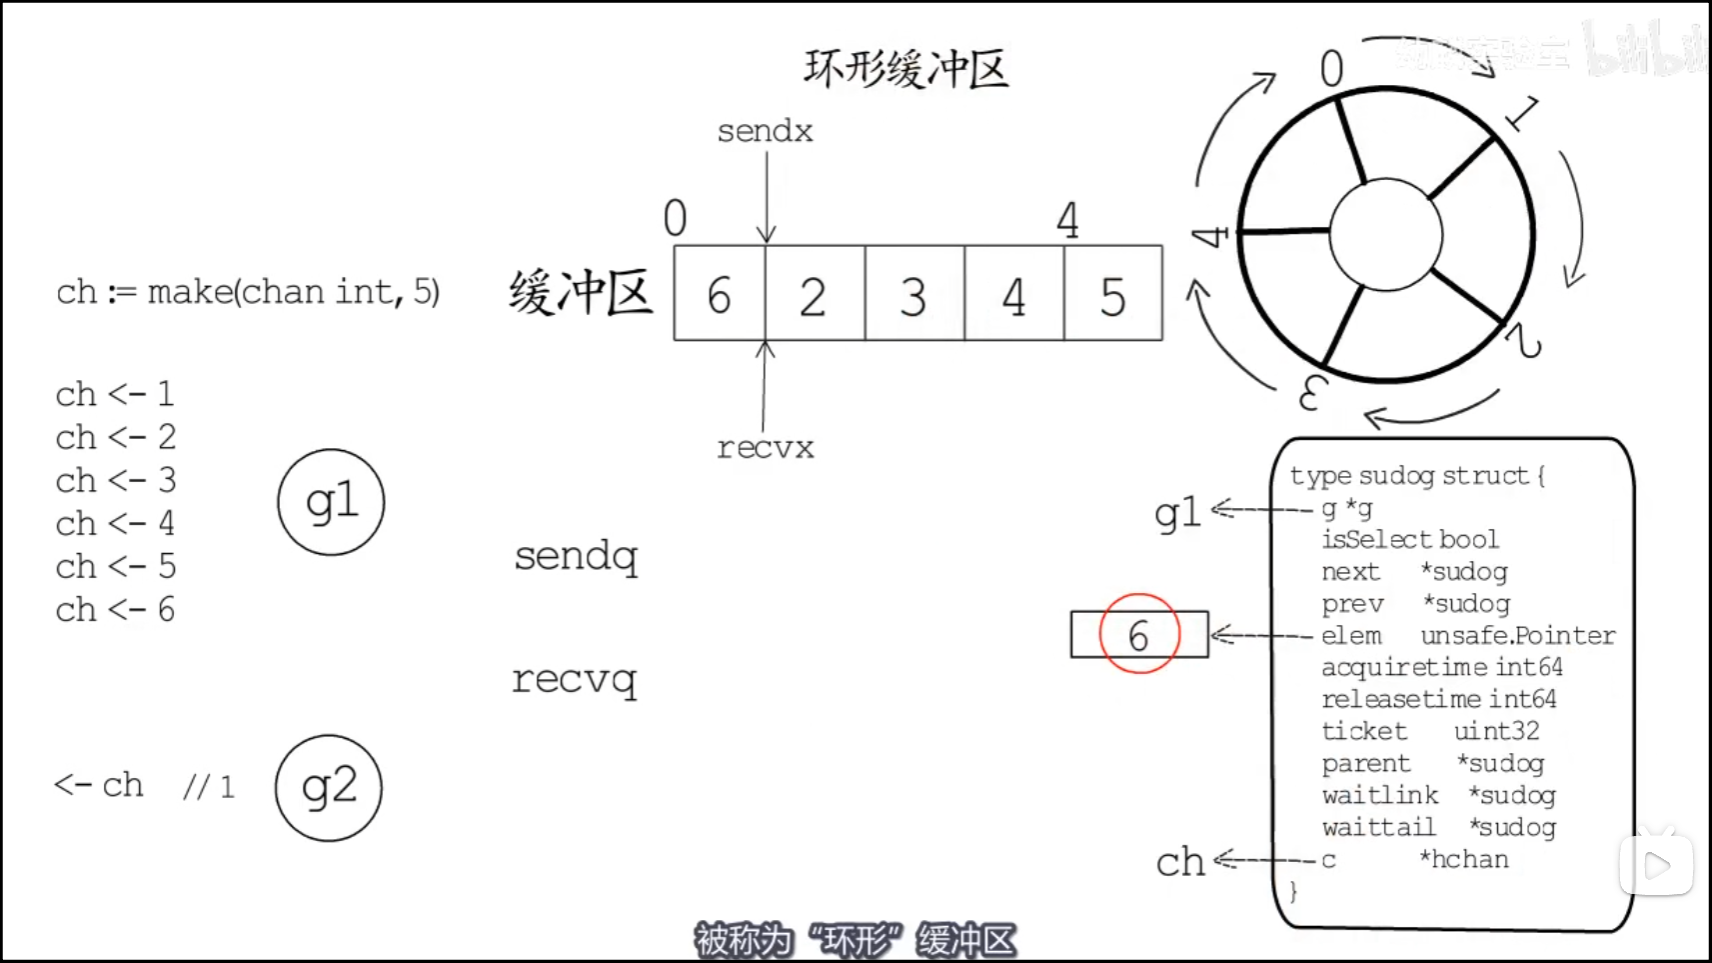 环形缓冲区
bilibili
sendx
0
4
缓冲区
6 2 3 4 5
recvx
0
1
2
3
4
ch := make(chan int, 5)
ch <- 1
ch <- 2
ch <- 3
ch <- 4
ch <- 5
ch <- 6
g1
sendq
recvq
<- ch // 1
g2
g1
6
ch
type sudog struct {
g *g
isSelect bool
next *sudog
prev *sudog
elem unsafe.Pointer
acquiretime int64
releasetime int64
ticket uint32
parent *sudog
waitlink *sudog
waittail *sudog
c *hchan
}
被称为“环形”缓冲区